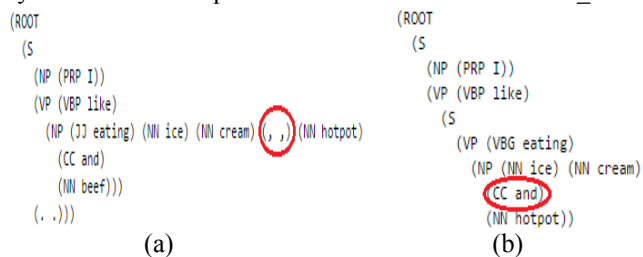 (ROOT
(S
(NP (PRP I))
(VP (VBP like)
(NP (JJ eating) (NN ice) (NN cream) (, ,) (NN hotpot)
(CC and)
(NN beef)))
(. .)))
(a)
(ROOT
(S
(NP (PRP I))
(VP (VBP like)
(S
(VP (VBG eating)
(NP (NN ice) (NN cream)
(CC and)
(NN hotpot))
(b)